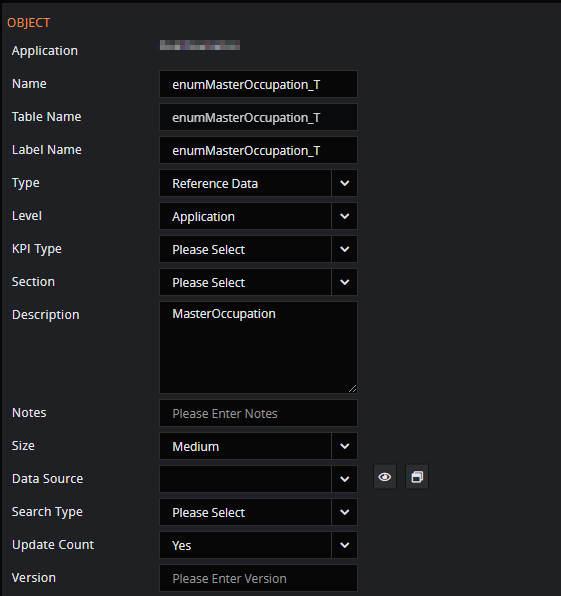 OBJECT
Application
Name enumMasterOccupation_T
Table Name enumMasterOccupation_T
Label Name enumMasterOccupation_T
Type Reference Data
Level Application
KPI Type Please Select
Section Please Select
Description MasterOccupation
Notes Please Enter Notes
Size Medium
Data Source
Search Type Please Select
Update Count Yes
Version Please Enter Version